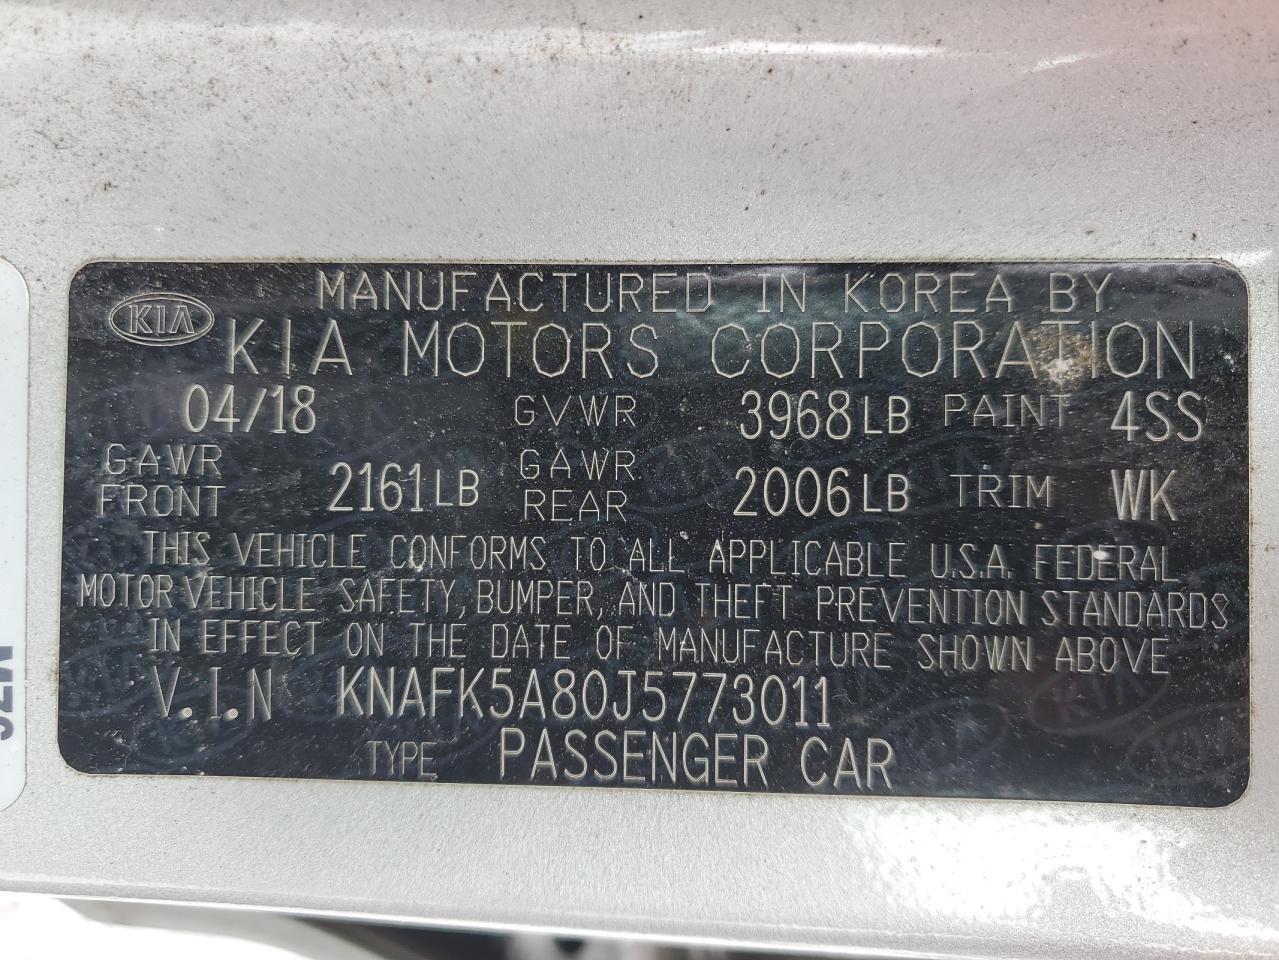 MANUFACTURED IN KOREA BY
KIA KIA MOTORS CORPORATION
04/18 GVWR 3968LB PAINT 4SS
GAWR FRONT 2161LB GAWR REAR 2006LB TRIM WK
THIS VEHICLE CONFORMS TO ALL APPLICABLE U.S.A. FEDERAL
MOTOR VEHICLE SAFETY, BUMPER, AND THEFT PREVENTION STANDARDS
IN EFFECT ON THE DATE OF MANUFACTURE SHOWN ABOVE
V.I.N KNAFK5A80J5773011
TYPE PASSENGER CAR